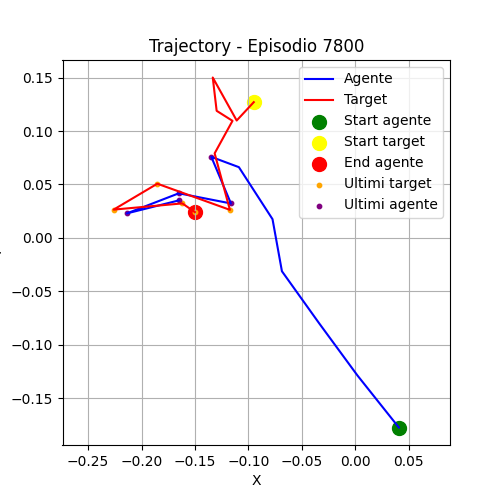 Trajectory - Episodio 7800
Agente
Target
Start agente
Start target
End agente
Ultimi target
Ultimi agente
0.15
0.10
0.05
0.00
−0.05
−0.10
−0.15
−0.25
−0.20
−0.15
−0.10
−0.05
0.00
0.05
X